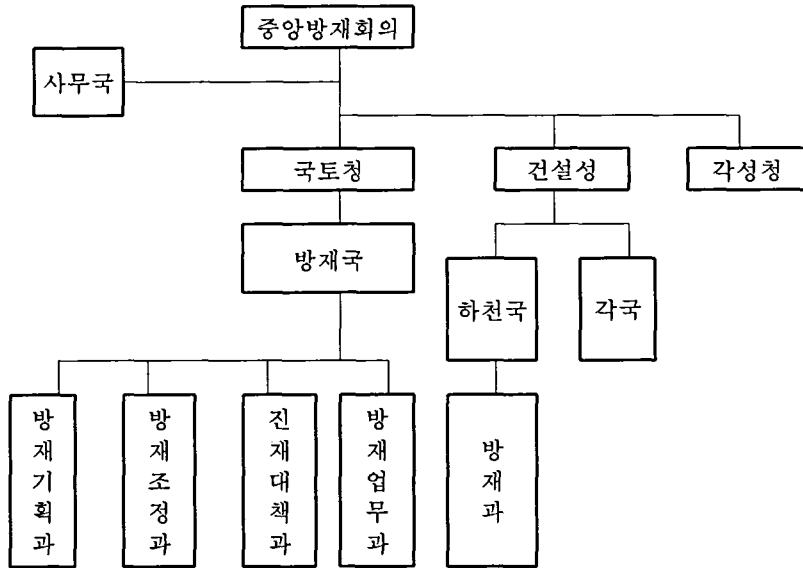 중앙방재회의
사무국
국토청
건설성
각성청
방재국
하천국
각국
방재기획과
방재조정과
진재대책과
방재업무과
방재과